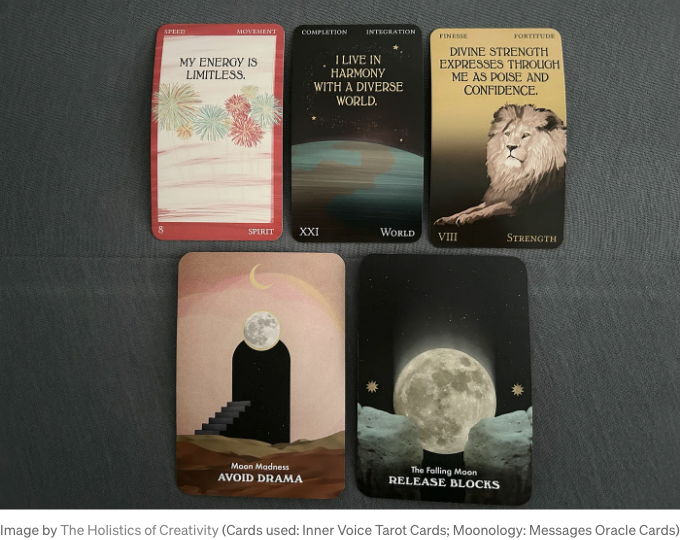 SPEED MOVEMENT
MY ENERGY IS
LIMITLESS.
8 SPIRIT
COMPLETION INTEGRATION
I LIVE IN
HARMONY
WITH A DIVERSE
WORLD.
XXI WORLD
FINESSE FORTITUDE
DIVINE STRENGTH
EXPRESSES THROUGH
ME AS POISE AND
CONFIDENCE.
VIII STRENGTH
Moon Madness
AVOID DRAMA
The Falling Moon
RELEASE BLOCKS
Image by The Holistics of Creativity (Cards used: Inner Voice Tarot Cards; Moonology: Messages Oracle Cards)